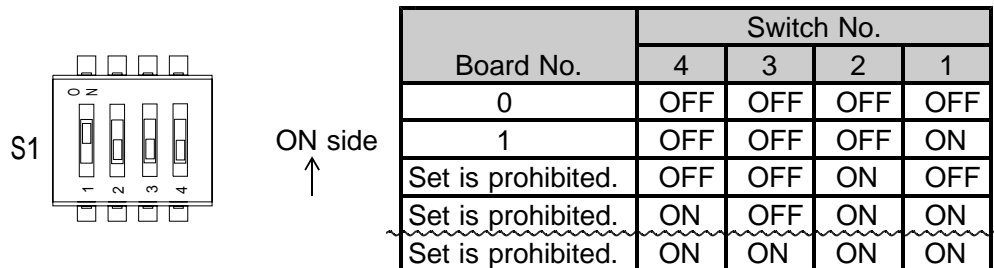 S1
ON
1 2 3 4
ON side
Board No. Switch No.
4 3 2 1
0 OFF OFF OFF OFF
1 OFF OFF OFF ON
Set is prohibited. OFF OFF ON OFF
Set is prohibited. ON OFF ON ON
Set is prohibited. ON ON ON ON